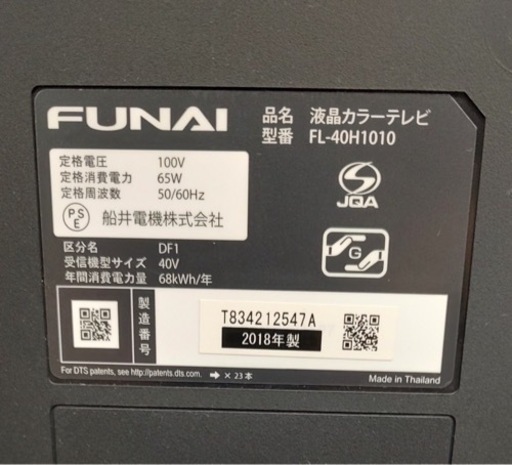 FUNAI
品名 液晶カラーテレビ
型番 FL-40H1010
定格電圧 100V
定格消費電力 65W
定格周波数 50/60Hz
PSE 船井電機株式会社
JQA
G
区分名 DF1
受信機型サイズ 40V
年間消費電力量 68kWh/年
製造番号
T834212547A
2018年製
For DTS patents, see http://patents.dts.com. ➡ × 23本
Made in Thailand